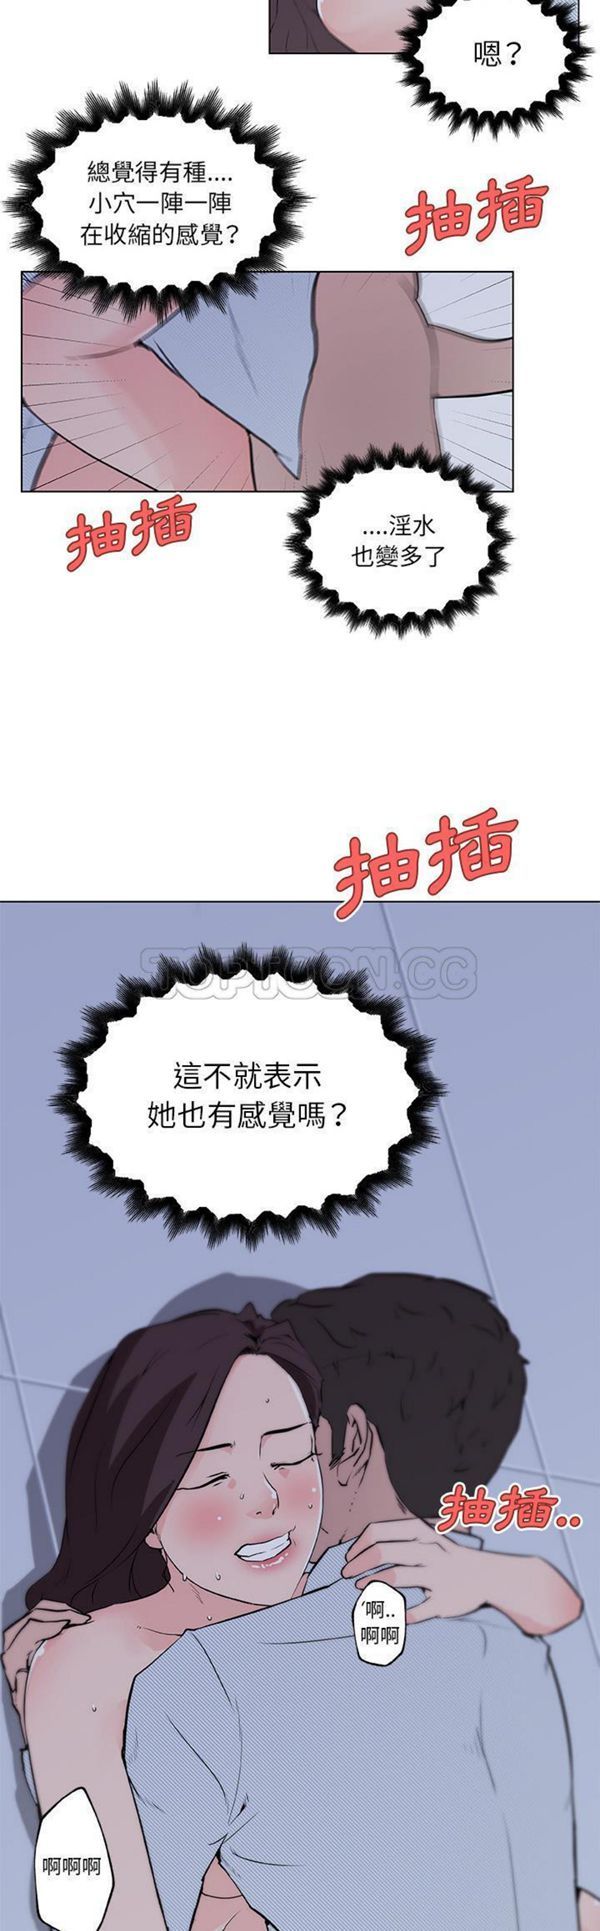 嗯？
總覺得有種....
小穴一陣一陣
在收縮的感覺？
抽插
抽插
....淫水
也變多了
抽插
TOPTOON.CC
這不就表示
她也有感覺嗎？
抽插..
啊..
啊啊
啊啊啊